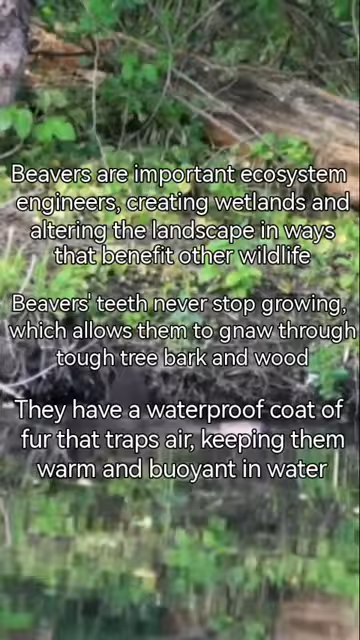 Beavers are important ecosystem
engineers, creating wetlands and
altering the landscape in ways
that benefit other wildlife
Beavers' teeth never stop growing,
which allows them to gnaw through
tough tree bark and wood
They have a waterproof coat of
fur that traps air, keeping them
warm and buoyant in water